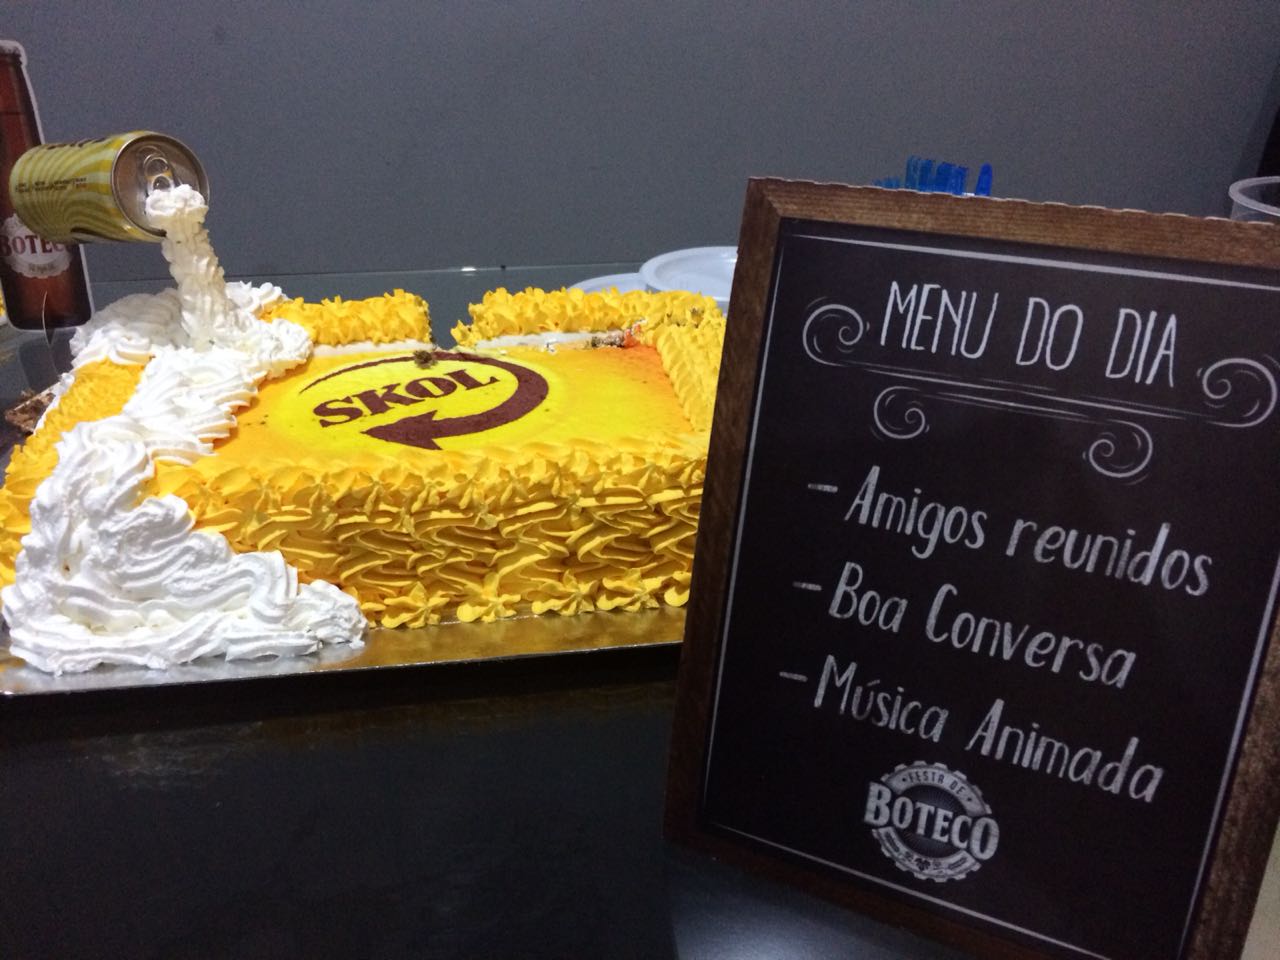 BOTECO
SKOL
MENU DO DIA
- Amigos reunidos
- Boa Conversa
- Música Animada
FESTA DE
BOTECO